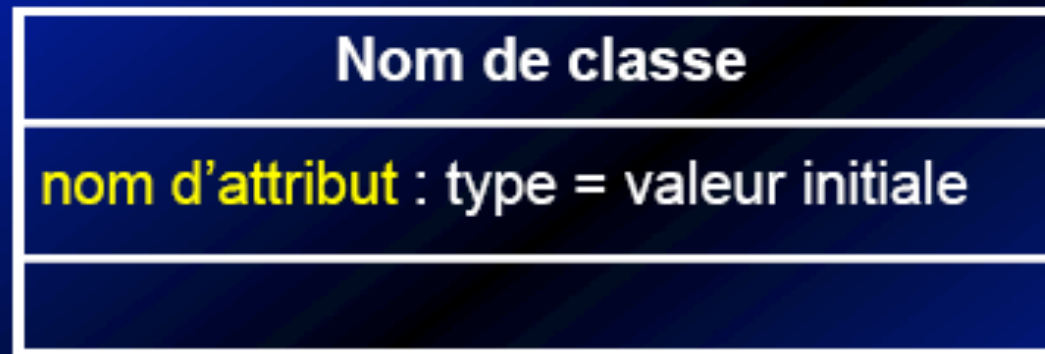 Nom de classe
nom d’attribut : type = valeur initiale